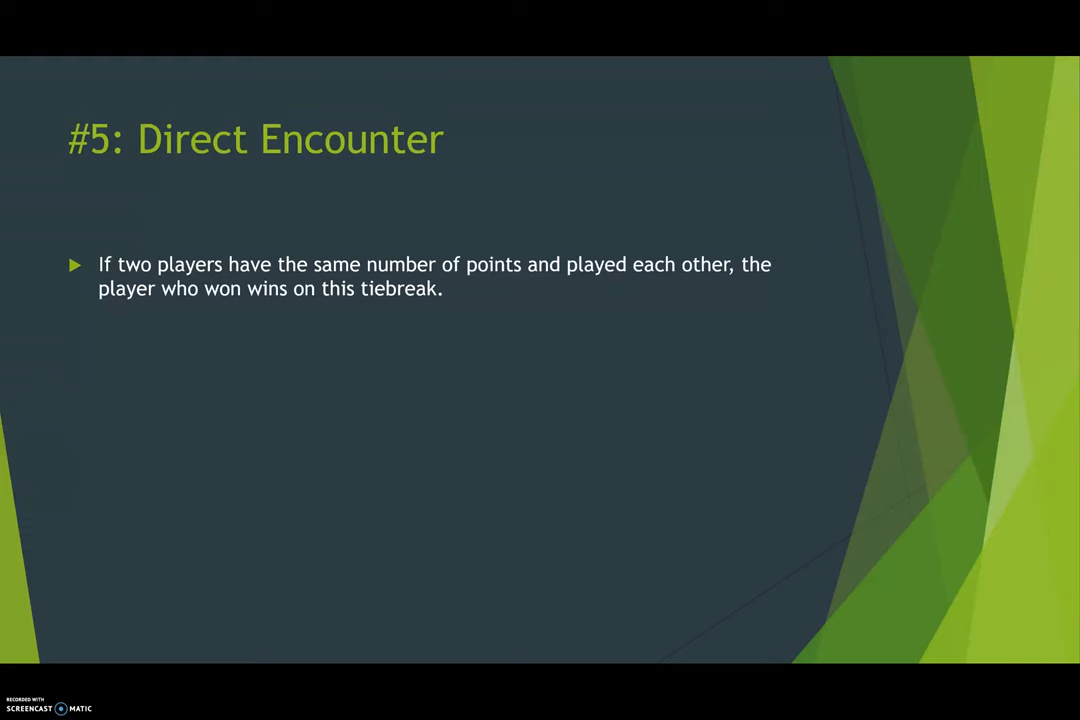 #5: Direct Encounter
If two players have the same number of points and played each other, the
player who won wins on this tiebreak.
RECORDED WITH
SCREENCAST MATIC